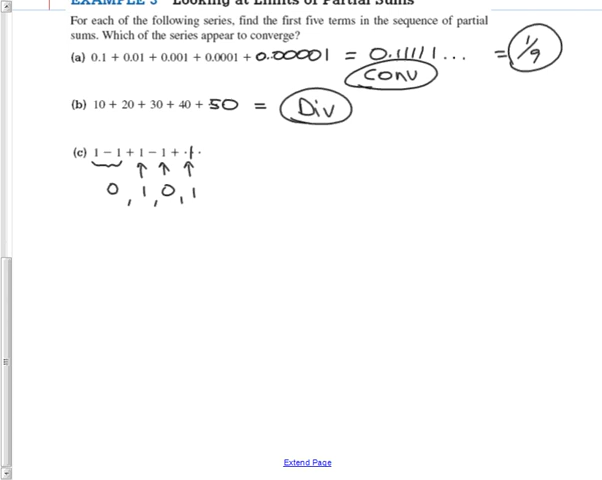 EXAMPLE 3 Looking at Limits of Partial Sums
For each of the following series, find the first five terms in the sequence of partial
sums. Which of the series appear to converge?
(a) 0.1 + 0.01 + 0.001 + 0.0001 + 0.00001 = 0.11111... = 1/9
Conv
(b) 10 + 20 + 30 + 40 + 50 = Div
(c) 1 − 1 + 1 − 1 + · 1 ·
0, 1, 0, 1
Extend Page